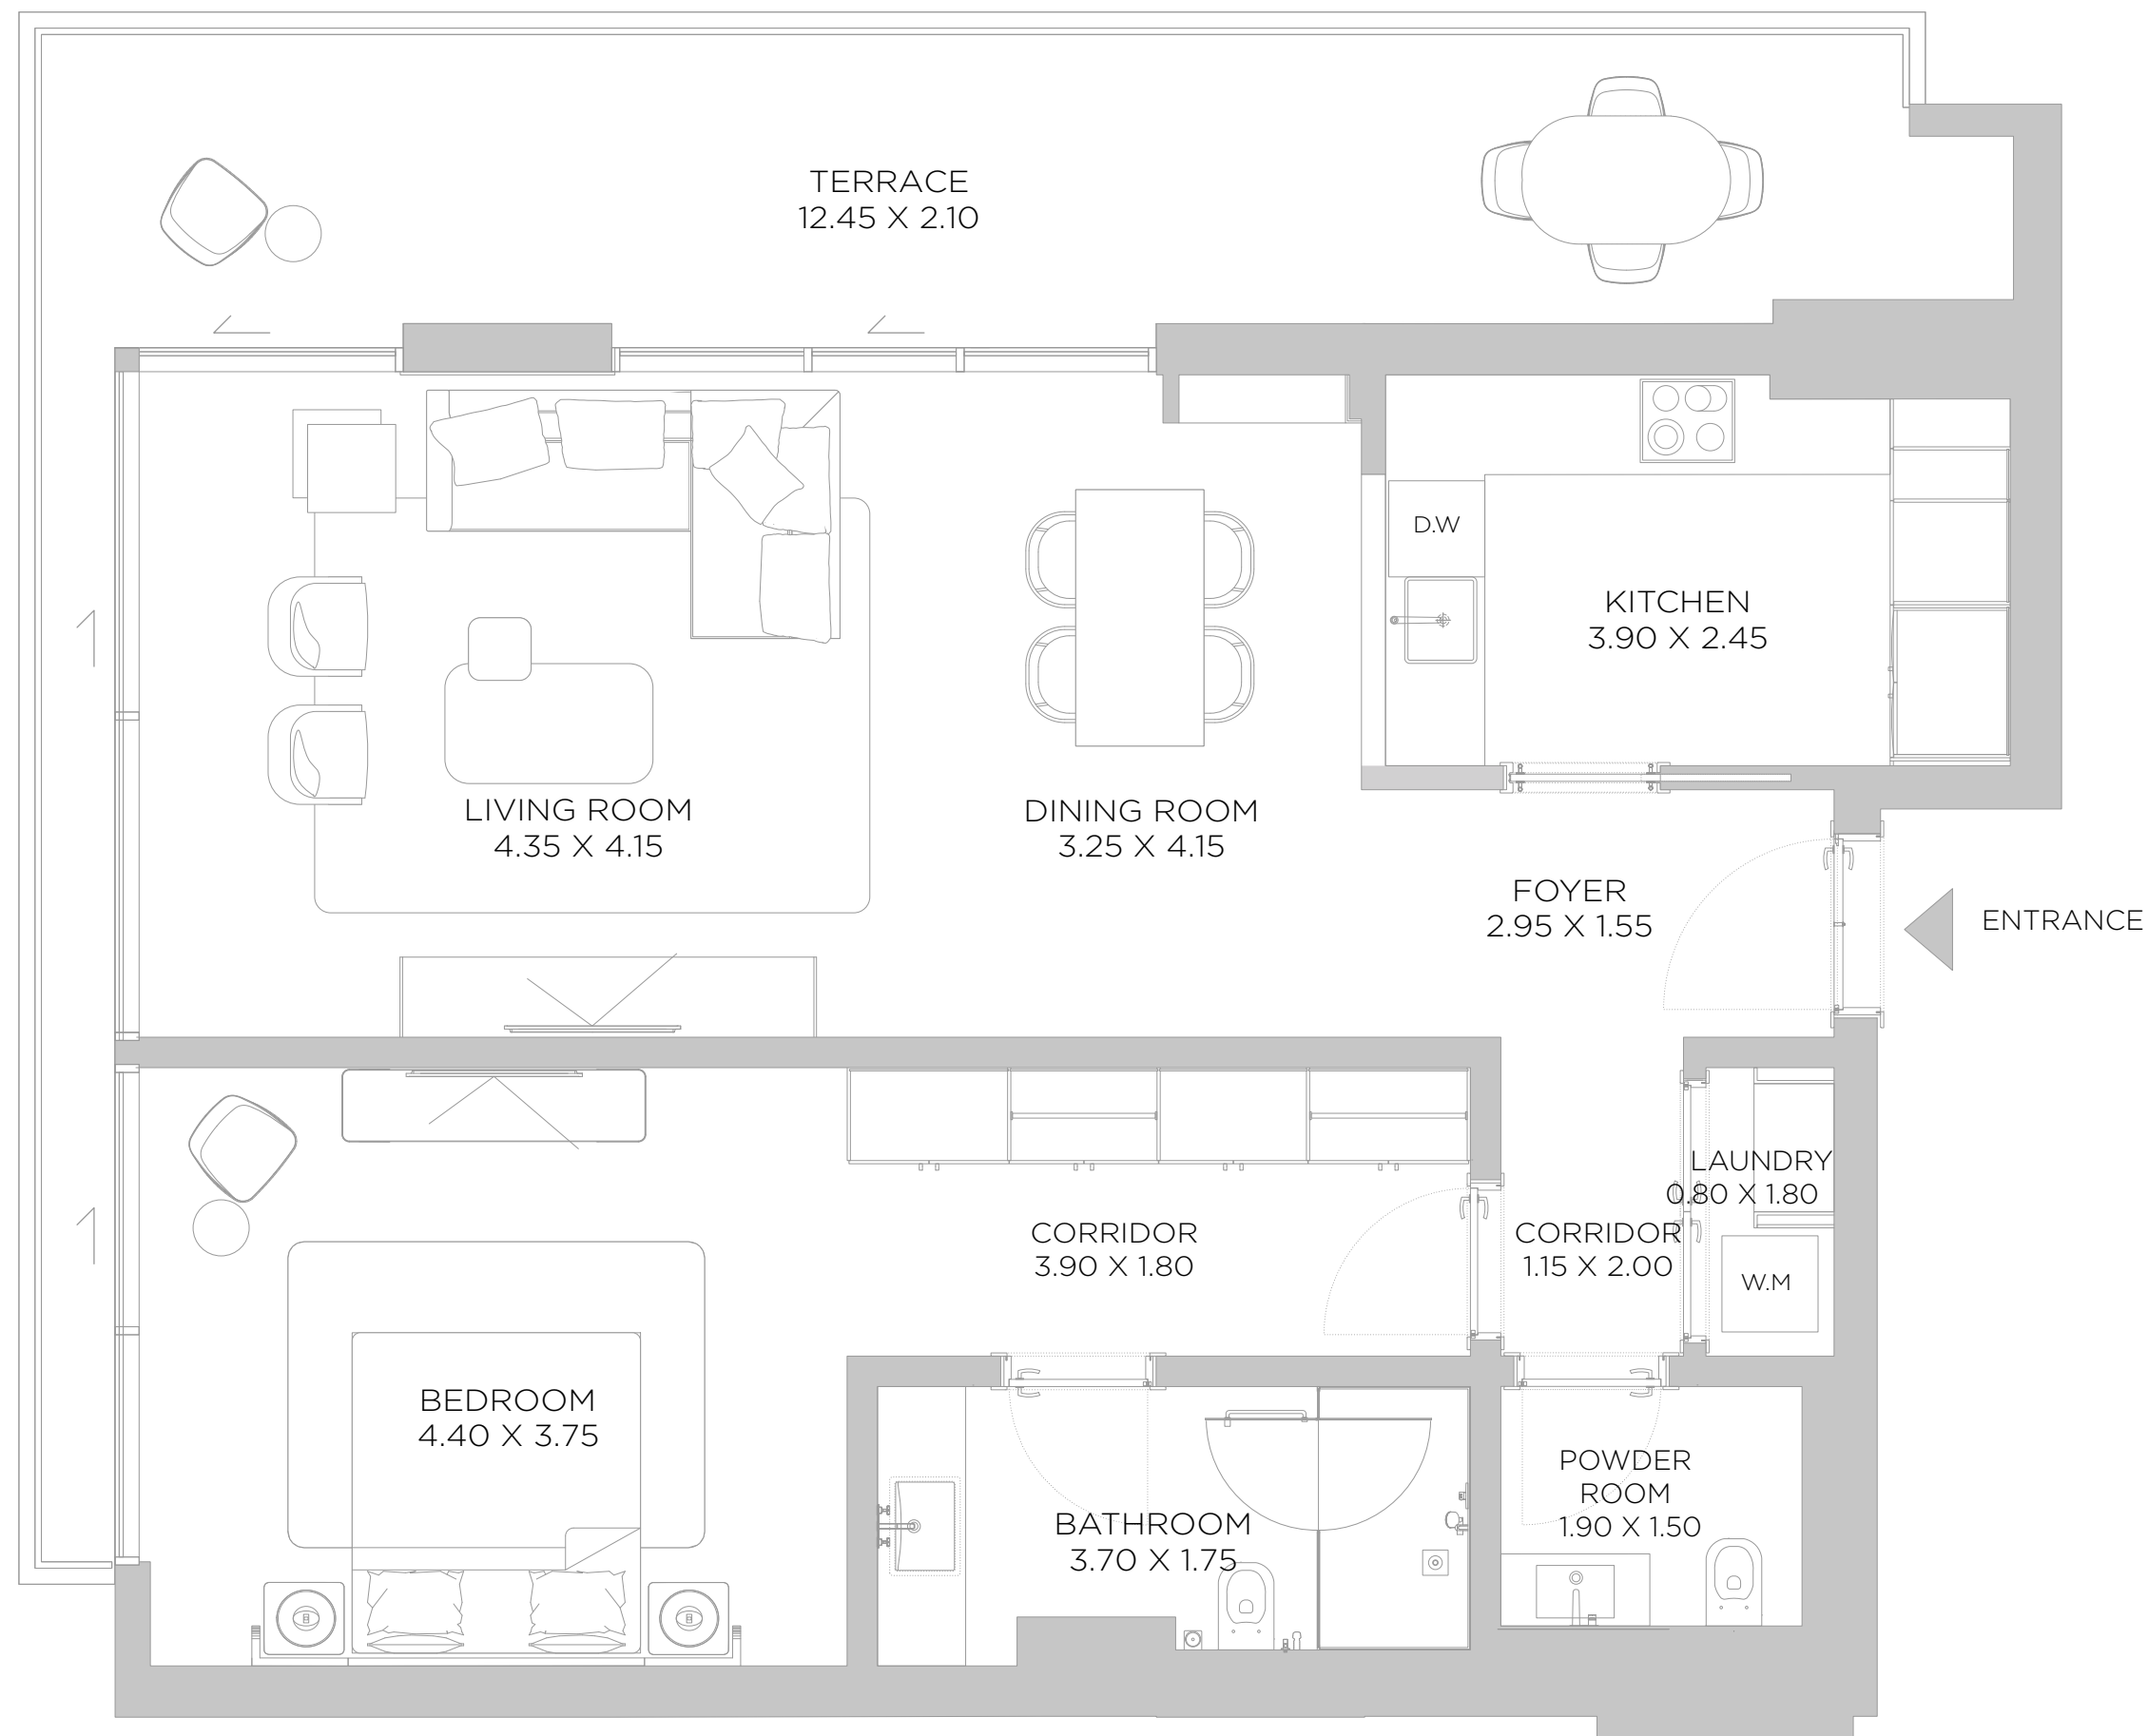 TERRACE
12.45 X 2.10
D.W
KITCHEN
3.90 X 2.45
LIVING ROOM
4.35 X 4.15
DINING ROOM
3.25 X 4.15
FOYER
2.95 X 1.55
ENTRANCE
LAUNDRY
0.80 X 1.80
CORRIDOR
3.90 X 1.80
CORRIDOR
1.15 X 2.00
W.M
BEDROOM
4.40 X 3.75
BATHROOM
3.70 X 1.75
POWDER
ROOM
1.90 X 1.50